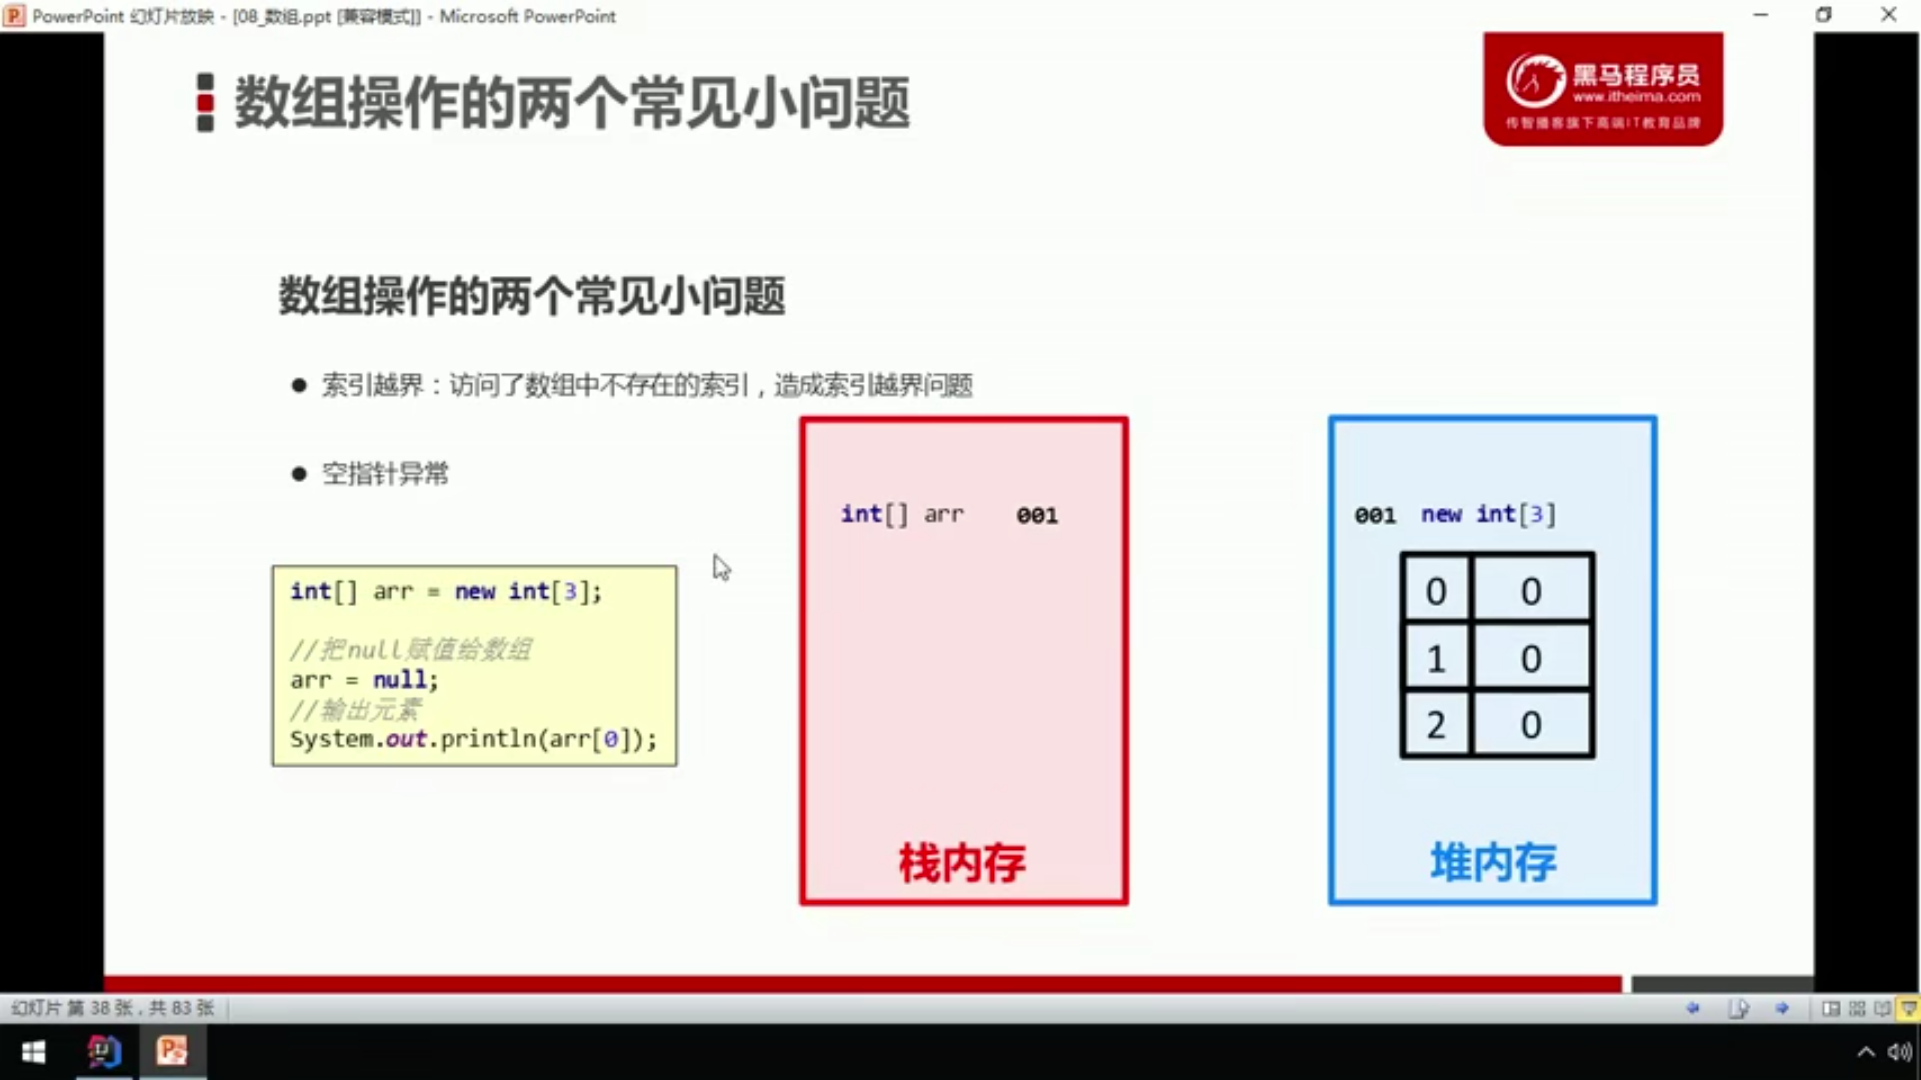 PowerPoint 幻灯片放映 - [08_数组.ppt [兼容模式]] - Microsoft PowerPoint
数组操作的两个常见小问题
黑马程序员
www.itheima.com
传智播客旗下高端IT教育品牌
数组操作的两个常见小问题
● 索引越界：访问了数组中不存在的索引，造成索引越界问题
● 空指针异常
int[] arr = new int[3];
//把null赋值给数组
arr = null;
//输出元素
System.out.println(arr[0]);
int[] arr 001
栈内存
001 new int[3]
0 0
1 0
2 0
堆内存
幻灯片 第 38 张，共 83 张